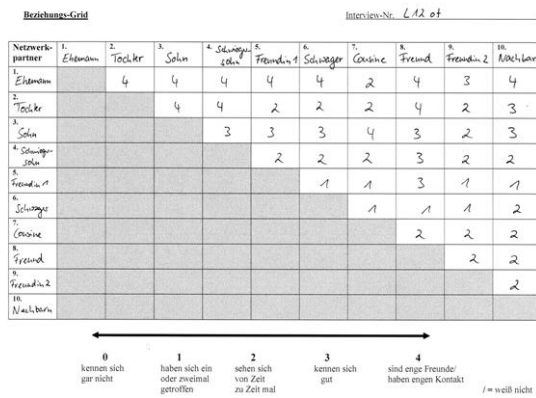 Beziehungs-Grid Interview-Nr. L12 ot
Netzwerk-partner 1. Ehemann 2. Tochter 3. Sohn 4. Schwiegersohn 5. Freundin 1 6. Schwager 7. Cousine 8. Freund 9. Freundin 2 10. Nachbarn
1. Ehemann 4 4 4 4 4 2 4 3 4
2. Tochter 4 4 2 2 2 4 2 3
3. Sohn 3 3 3 4 3 2 3
4. Schwiegersohn 2 2 2 3 2 2
5. Freundin 1 1 1 3 1 1
6. Schwager 1 1 1 2
7. Cousine 2 2 2
8. Freund 2 2
9. Freundin 2 2
10. Nachbarn
0 1 2 3 4
kennen sich haben sich ein sehen sich kennen sich sind enge Freunde/
gar nicht oder zweimal von Zeit gut haben engen Kontakt
getroffen zu Zeit mal / = weiß nicht